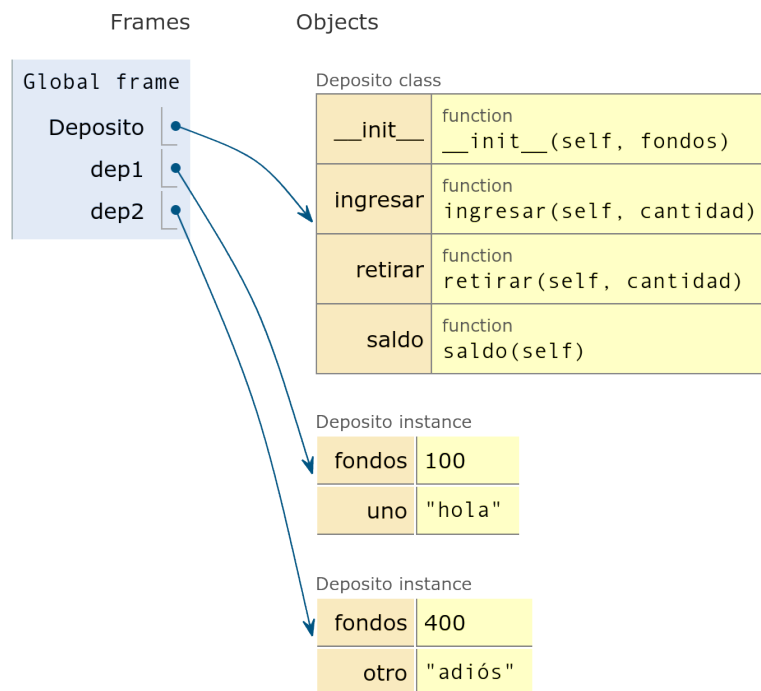 Frames Objects
Global frame
Deposito
dep1
dep2
Deposito class
__init__ function
__init__(self, fondos)
ingresar function
ingresar(self, cantidad)
retirar function
retirar(self, cantidad)
saldo function
saldo(self)
Deposito instance
fondos 100
uno "hola"
Deposito instance
fondos 400
otro "adiós"